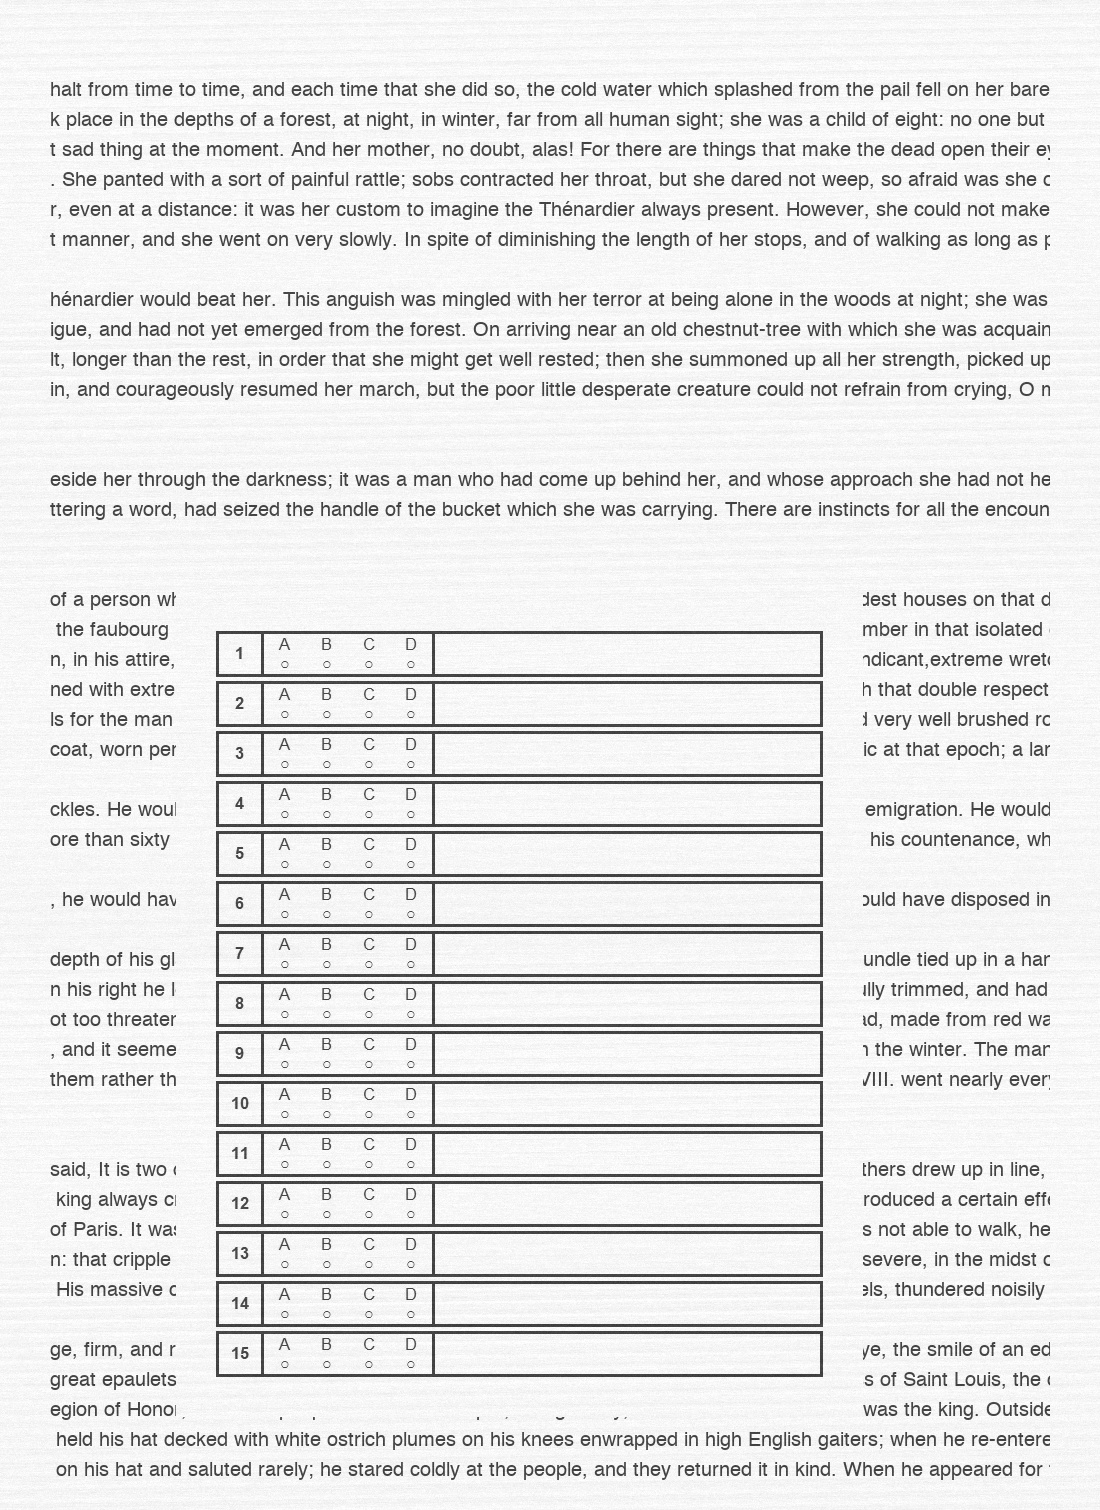 halt from time to time, and each time that she did so, the cold water which splashed from the pail fell on her bare
k place in the depths of a forest, at night, in winter, far from all human sight; she was a child of eight: no one but
t sad thing at the moment. And her mother, no doubt, alas! For there are things that make the dead open their ey
. She panted with a sort of painful rattle; sobs contracted her throat, but she dared not weep, so afraid was she o
r, even at a distance: it was her custom to imagine the Thénardier always present. However, she could not make
t manner, and she went on very slowly. In spite of diminishing the length of her stops, and of walking as long as p
hénardier would beat her. This anguish was mingled with her terror at being alone in the woods at night; she was
igue, and had not yet emerged from the forest. On arriving near an old chestnut-tree with which she was acquain
lt, longer than the rest, in order that she might get well rested; then she summoned up all her strength, picked up
in, and courageously resumed her march, but the poor little desperate creature could not refrain from crying, O m
eside her through the darkness; it was a man who had come up behind her, and whose approach she had not he
ttering a word, had seized the handle of the bucket which she was carrying. There are instincts for all the encoun
of a person wh dest houses on that d
the faubourg mber in that isolated
n, in his attire, ndicant,extreme wretc
ned with extre h that double respect
ls for the man d very well brushed ro
coat, worn per ic at that epoch; a lar
ckles. He woul emigration. He would
ore than sixty his countenance, wh
, he would hav ould have disposed in
depth of his gl undle tied up in a han
n his right he l ully trimmed, and had
ot too threaten ad, made from red wa
, and it seeme n the winter. The man
them rather th VIII. went nearly every
said, It is two thers drew up in line,
king always cr roduced a certain effe
of Paris. It was s not able to walk, he
n: that cripple severe, in the midst o
His massive c els, thundered noisily
ge, firm, and r ye, the smile of an ed
great epaulets s of Saint Louis, the
egion of Honor, was the king. Outside
held his hat decked with white ostrich plumes on his knees enwrapped in high English gaiters; when he re-entere
on his hat and saluted rarely; he stared coldly at the people, and they returned it in kind. When he appeared for
1 A B C D
2 A B C D
3 A B C D
4 A B C D
5 A B C D
6 A B C D
7 A B C D
8 A B C D
9 A B C D
10 A B C D
11 A B C D
12 A B C D
13 A B C D
14 A B C D
15 A B C D